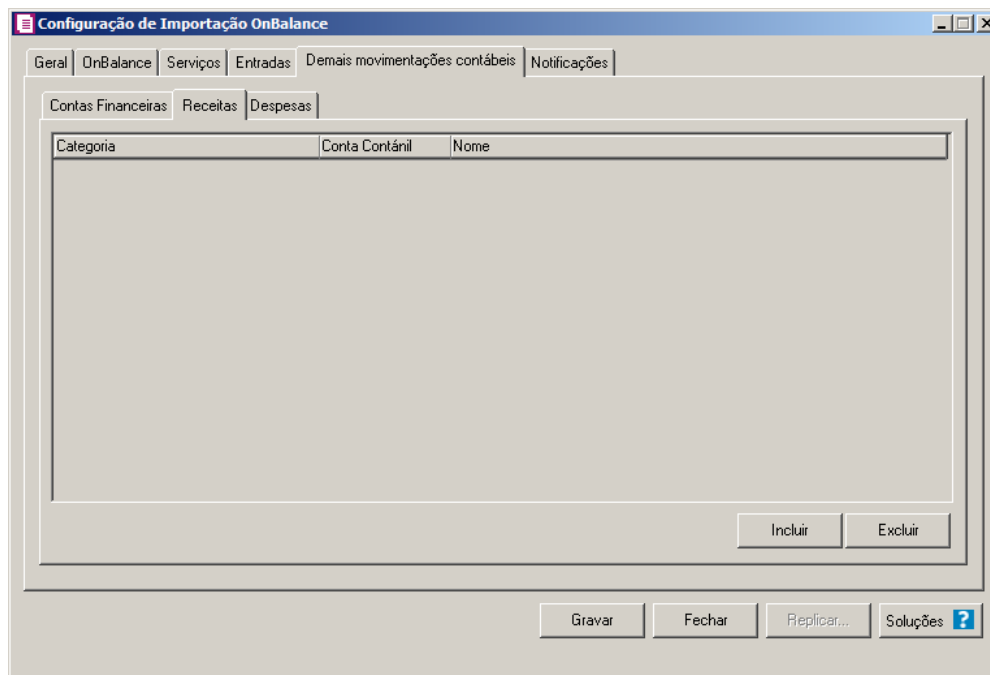 Configuração de Importação OnBalance
Geral OnBalance Serviços Entradas Demais movimentações contábeis Notificações
Contas Financeiras Receitas Despesas
Categoria Conta Contánil Nome
Incluir Excluir
Gravar Fechar Replicar... Soluções ?